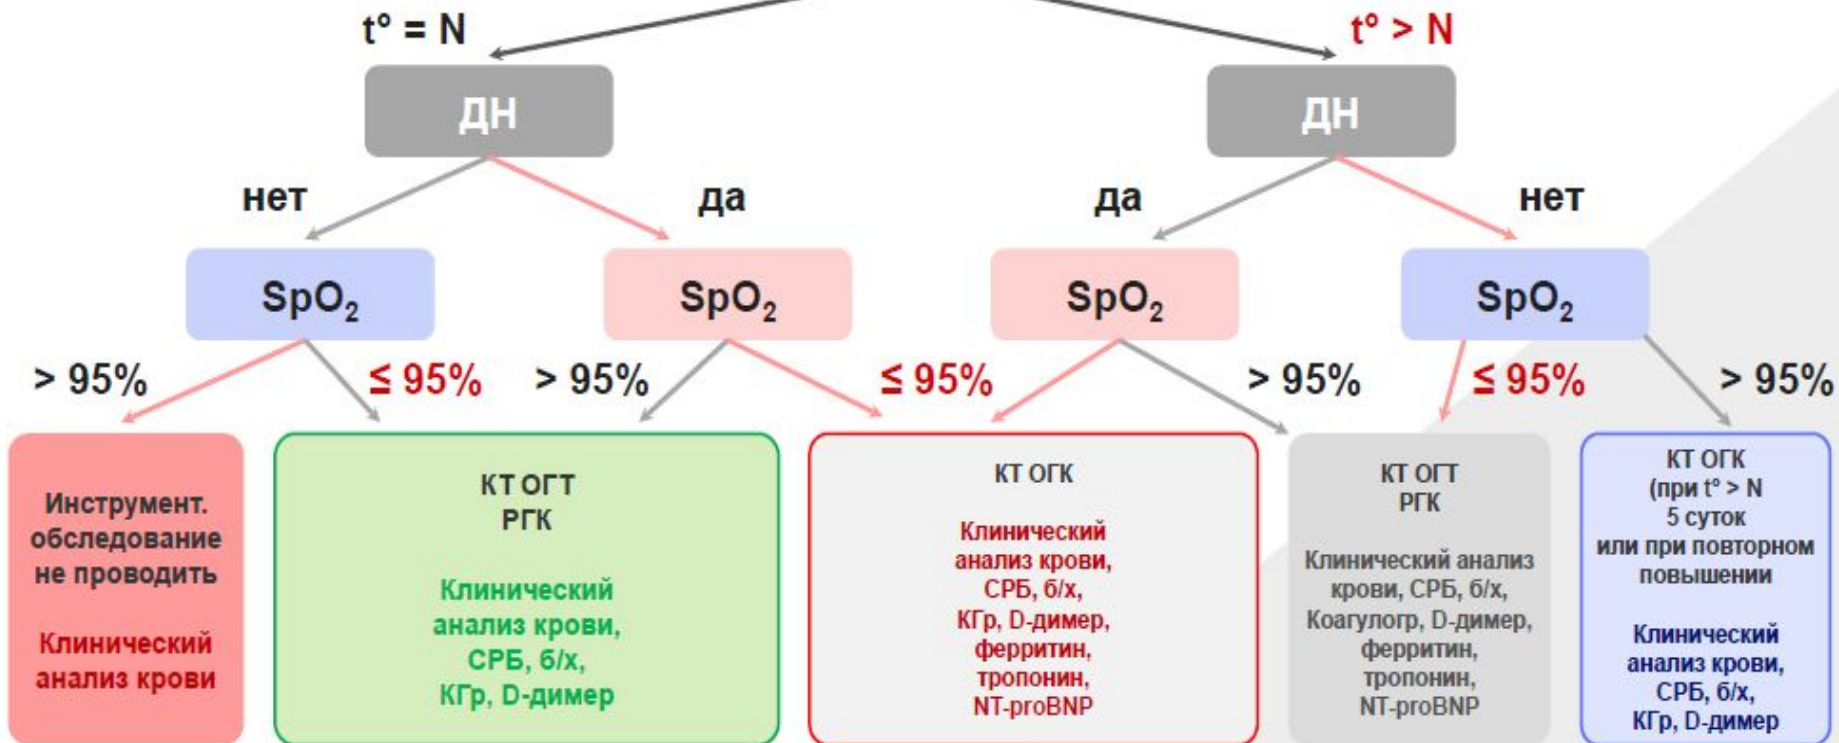 t° = N
t° > N
ДН
ДН
нет
да
да
нет
SpO₂
SpO₂
SpO₂
SpO₂
> 95%
≤ 95%
> 95%
≤ 95%
> 95%
≤ 95%
> 95%
Инструмент.
обследование
не проводить
Клинический
анализ крови
КТ ОГТ
РГК
Клинический
анализ крови,
СРБ, б/х,
КГр, D-димер
КТ ОГК
Клинический
анализ крови,
СРБ, б/х,
КГр, D-димер,
ферритин,
тропонин,
NT-proBNP
КТ ОГТ
РГК
Клинический анализ
крови, СРБ, б/х,
Коагулогр, D-димер,
ферритин,
тропонин,
NT-proBNP
КТ ОГК
(при t° > N
5 суток
или при повторном
повышении
Клинический
анализ крови,
СРБ, б/х,
КГр, D-димер